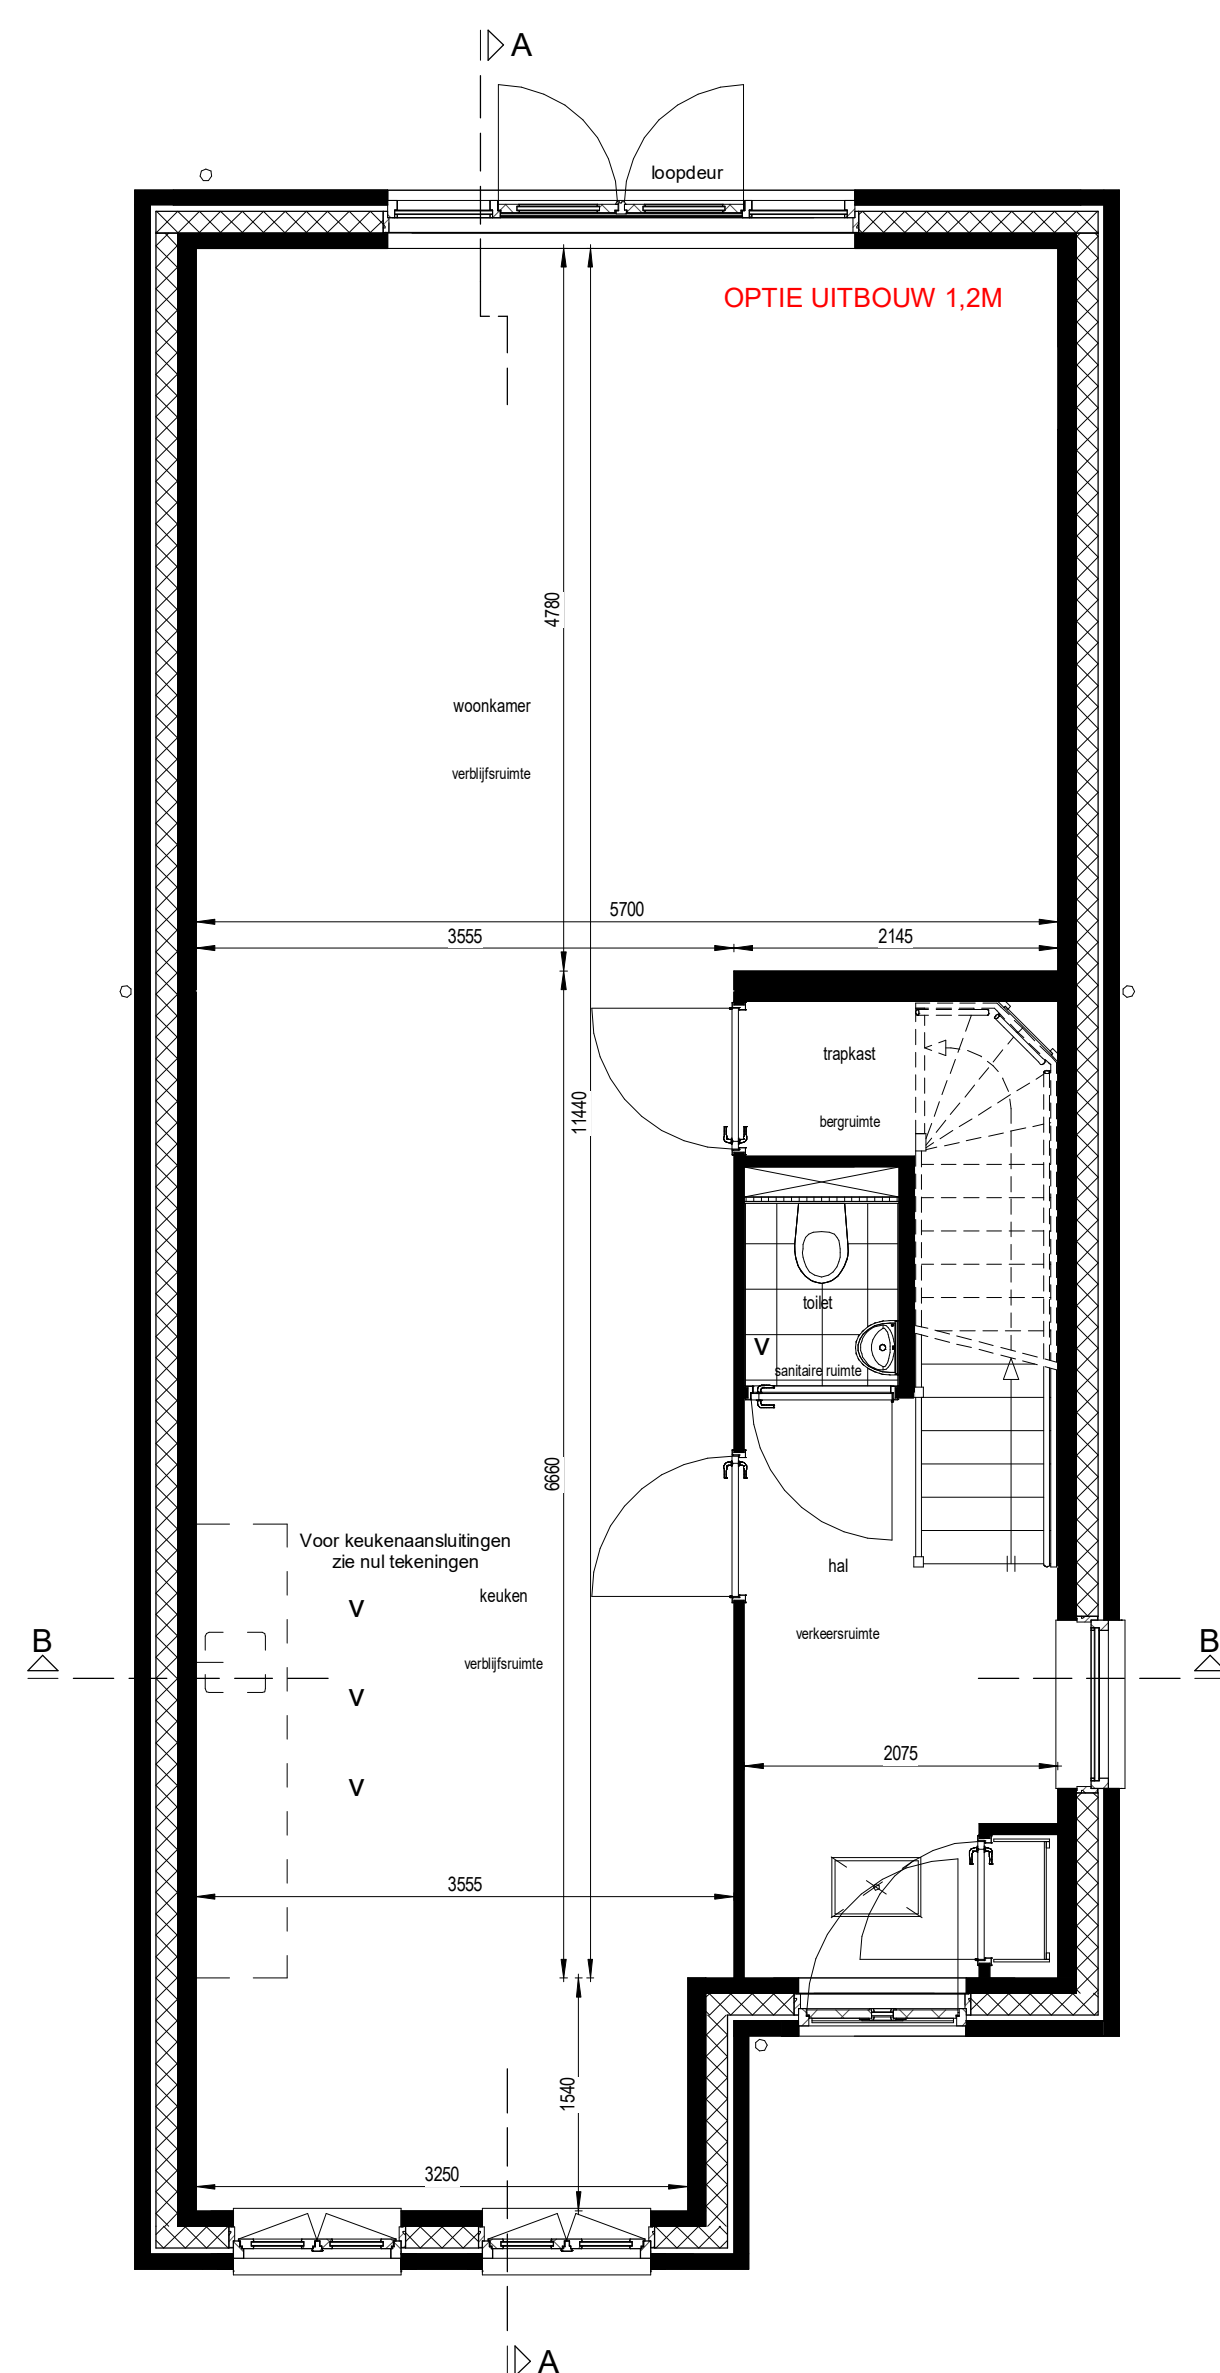 A
loopdeur
OPTIE UITBOUW 1,2M
4780
woonkamer
verblijfsruimte
5700
3555
2145
trapkast
11440
bergruimte
toilet
v
sanitaire ruimte
6660
Voor keukenaansluitingen
zie nul tekeningen
hal
keuken
v
verkeersruimte
B
B
verblijfsruimte
v
2075
v
3555
1540
3250
A